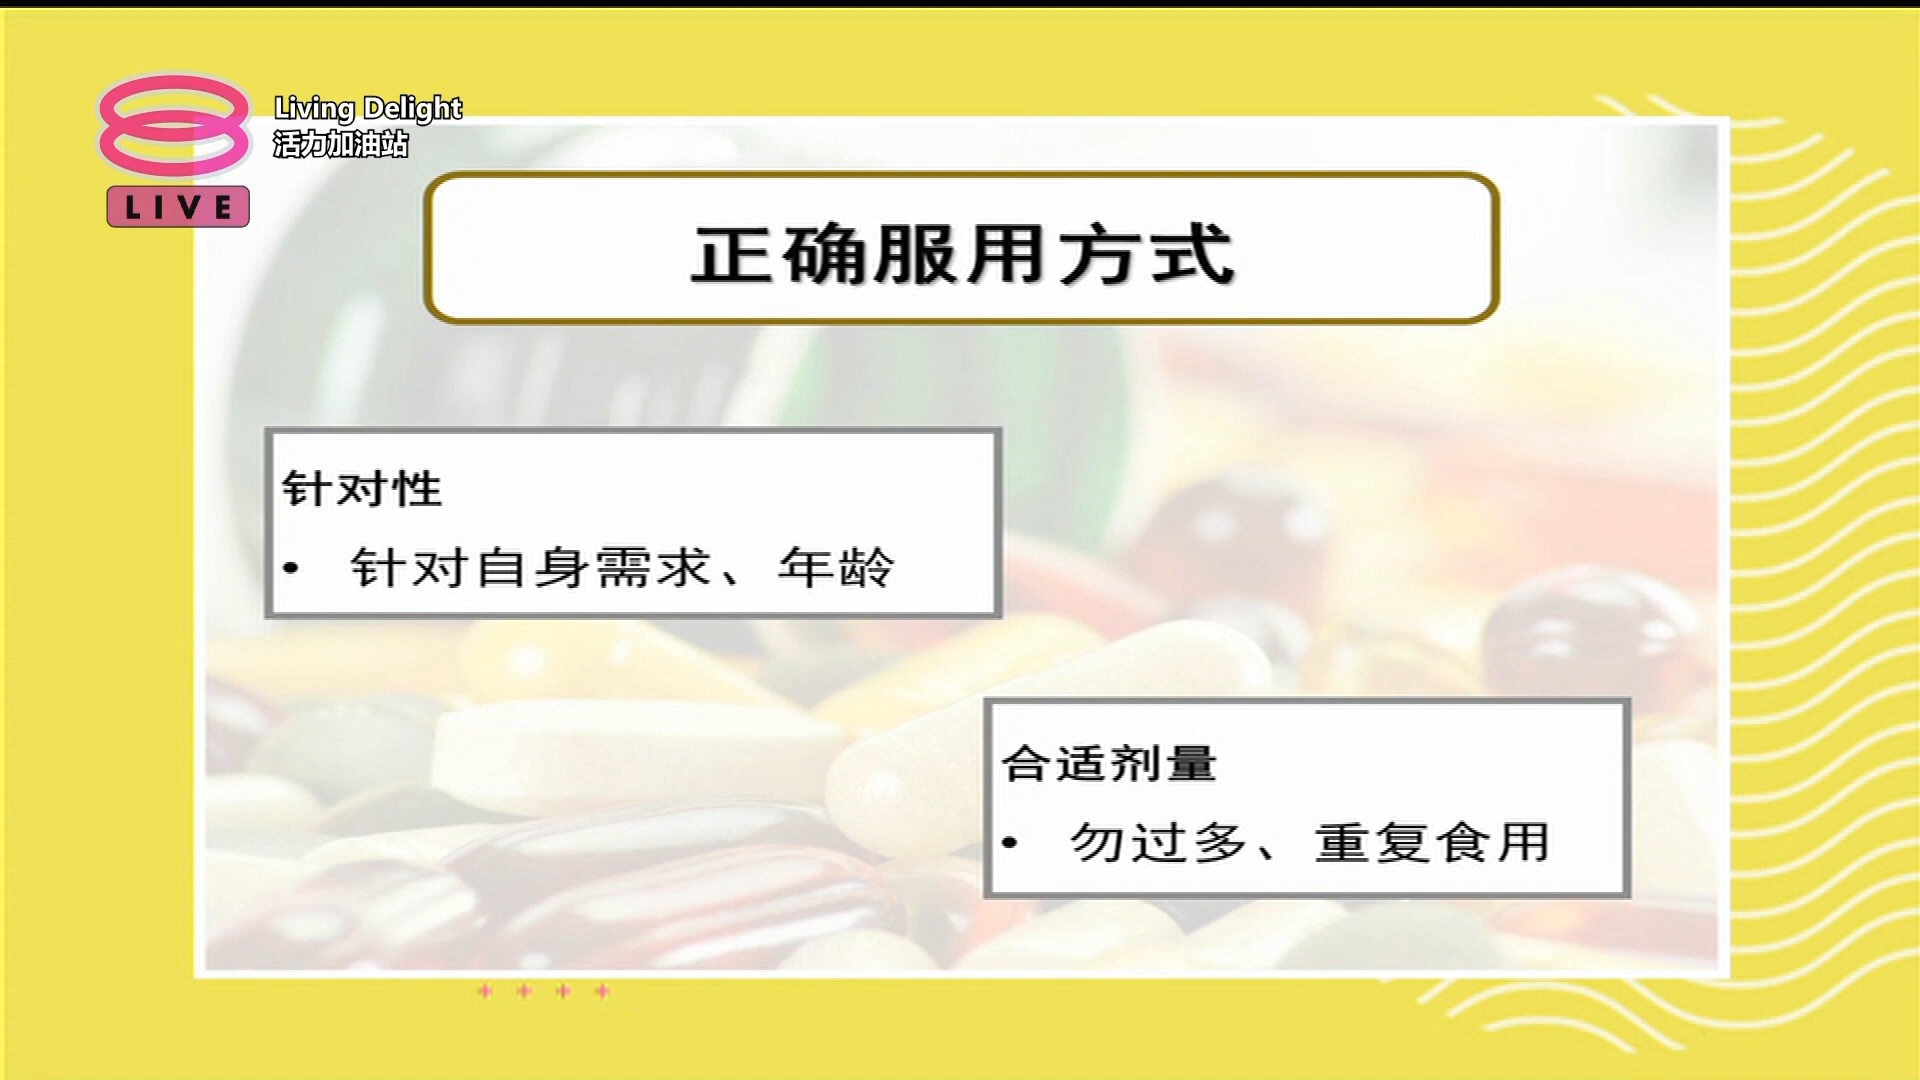 Living Delight
活力加油站
LIVE
正确服用方式
针对性
• 针对自身需求、年龄
合适剂量
• 勿过多、重复食用